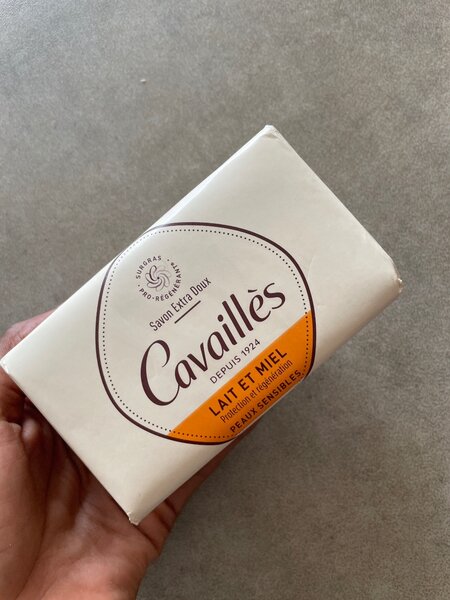 SURGRAS
PRO-RÉGÉNÉRANT
Savon Extra Doux
Cavaillès
DEPUIS 1924
LAIT ET MIEL
Protection et régénération
PEAUX SENSIBLES